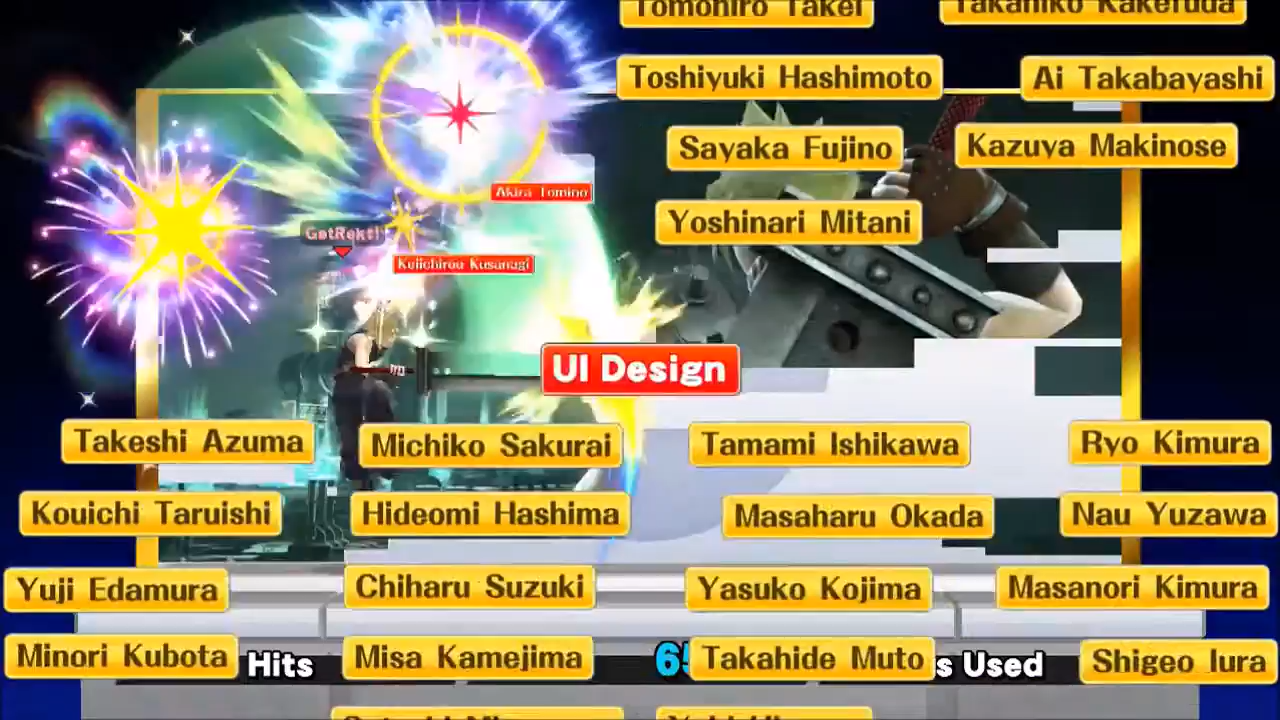 Tomohiro Takei
Takahiko Kakefuda
Toshiyuki Hashimoto
Ai Takabayashi
Sayaka Fujino
Kazuya Makinose
Akira Tomino
Yoshinari Mitani
GetRekt!
Keiichirou Kusanagi
UI Design
Takeshi Azuma
Michiko Sakurai
Tamami Ishikawa
Ryo Kimura
Kouichi Taruishi
Hideomi Hashima
Masaharu Okada
Nau Yuzawa
Yuji Edamura
Chiharu Suzuki
Yasuko Kojima
Masanori Kimura
Minori Kubota
Hits
Misa Kamejima
Takahide Muto
s Used
Shigeo Iura